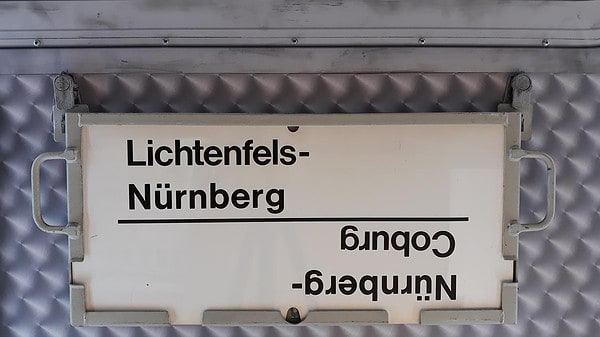 Lichtenfels-
Nürnberg
Nürnberg-
Coburg